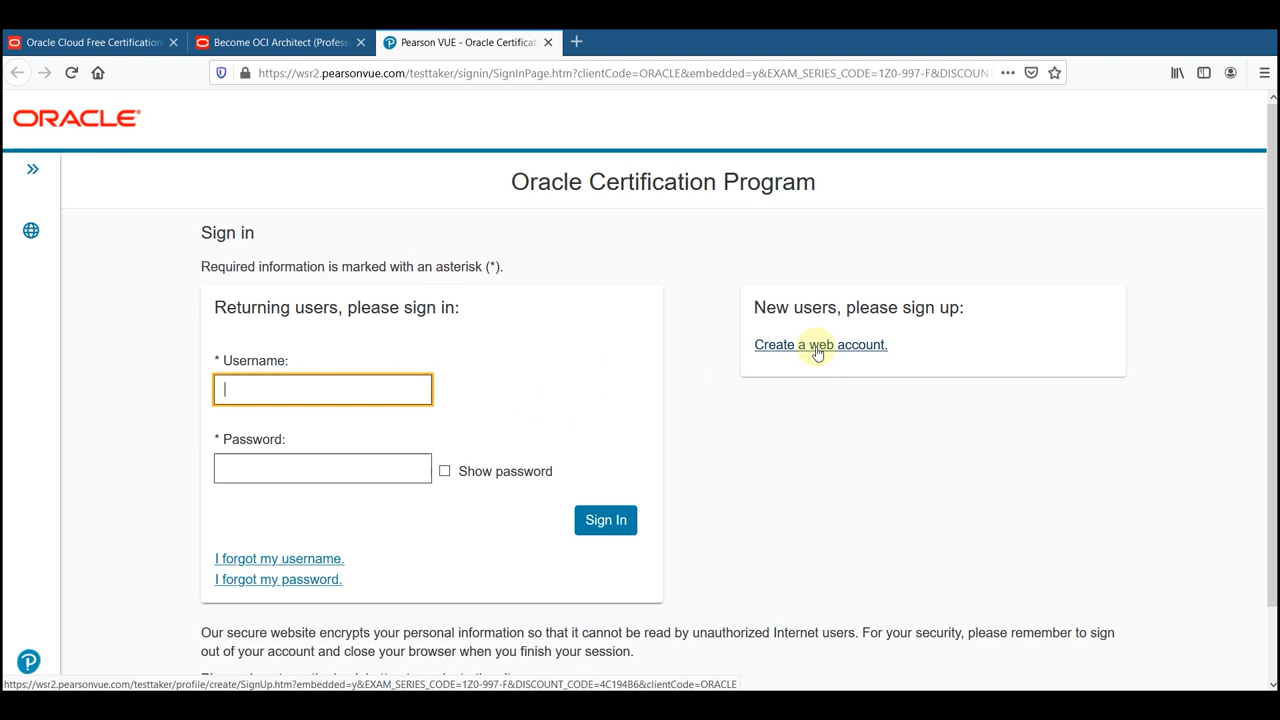 Oracle Cloud Free Certification
Become OCI Architect (Profess
Pearson VUE - Oracle Certificat
https://wsr2.pearsonvue.com/testtaker/signin/SignInPage.htm?clientCode=ORACLE&embedded=y&EXAM_SERIES_CODE=1Z0-997-F&DISCOUNT
ORACLE
Oracle Certification Program
Sign in
Required information is marked with an asterisk (*).
Returning users, please sign in:
New users, please sign up:
Create a web account.
* Username:
* Password:
Show password
Sign In
I forgot my username.
I forgot my password.
Our secure website encrypts your personal information so that it cannot be read by unauthorized Internet users. For your security, please remember to sign
out of your account and close your browser when you finish your session.
https://wsr2.pearsonvue.com/testtaker/profile/create/SignUp.htm?embedded=y&EXAM_SERIES_CODE=1Z0-997-F&DISCOUNT_CODE=4C194B6&clientCode=ORACLE